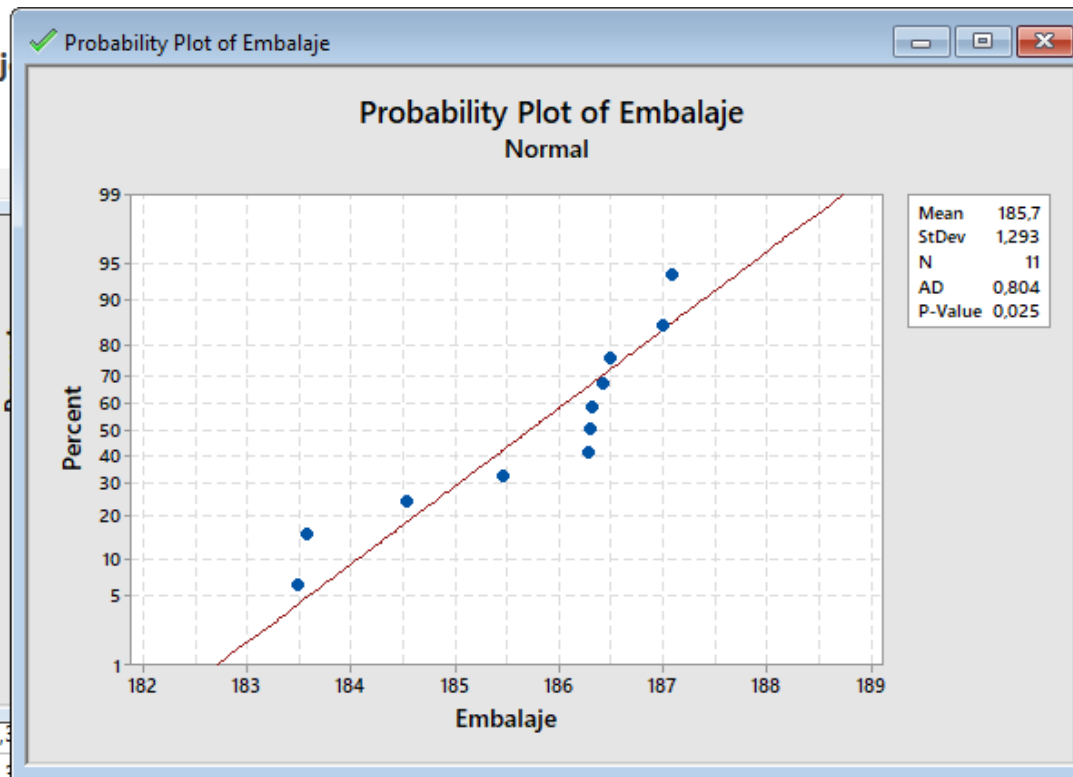 Probability Plot of Embalaje
Probability Plot of Embalaje
Normal
99
95
90
80
70
60
50
40
30
20
10
5
1
Percent
182 183 184 185 186 187 188 189
Embalaje
Mean 185,7
StDev 1,293
N 11
AD 0,804
P-Value 0,025